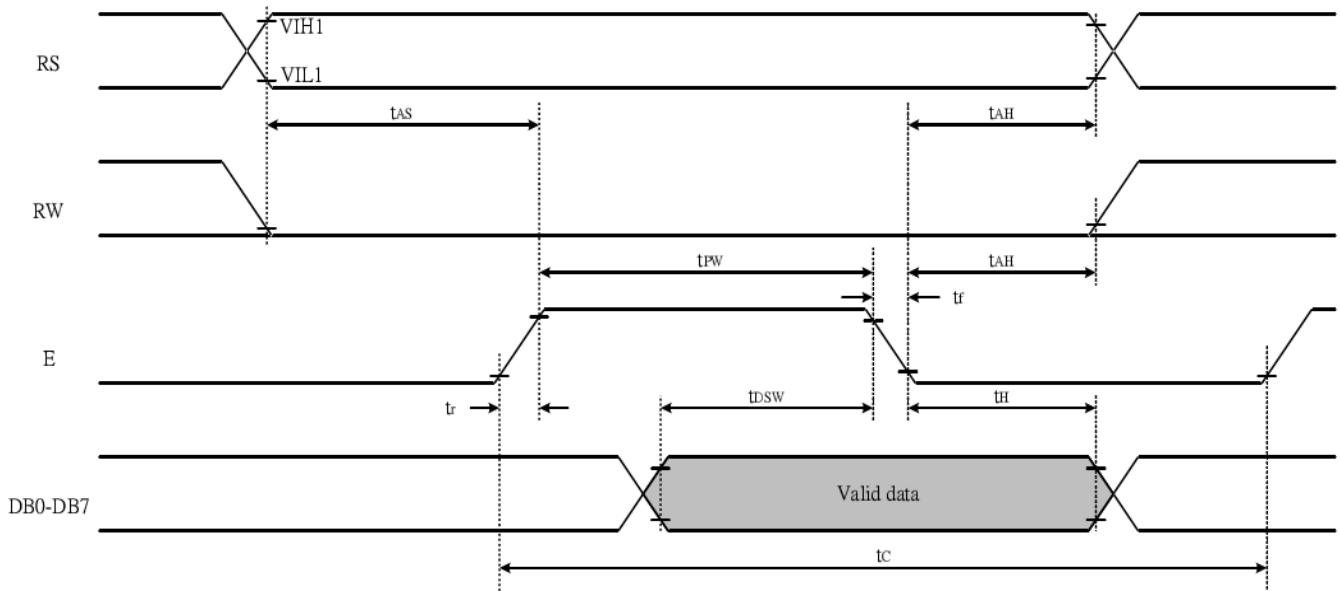 VIH1
RS
VIL1
tAS
tAH
RW
tPW
tAH
tf
E
tr
tDSW
tH
Valid data
DB0-DB7
tC